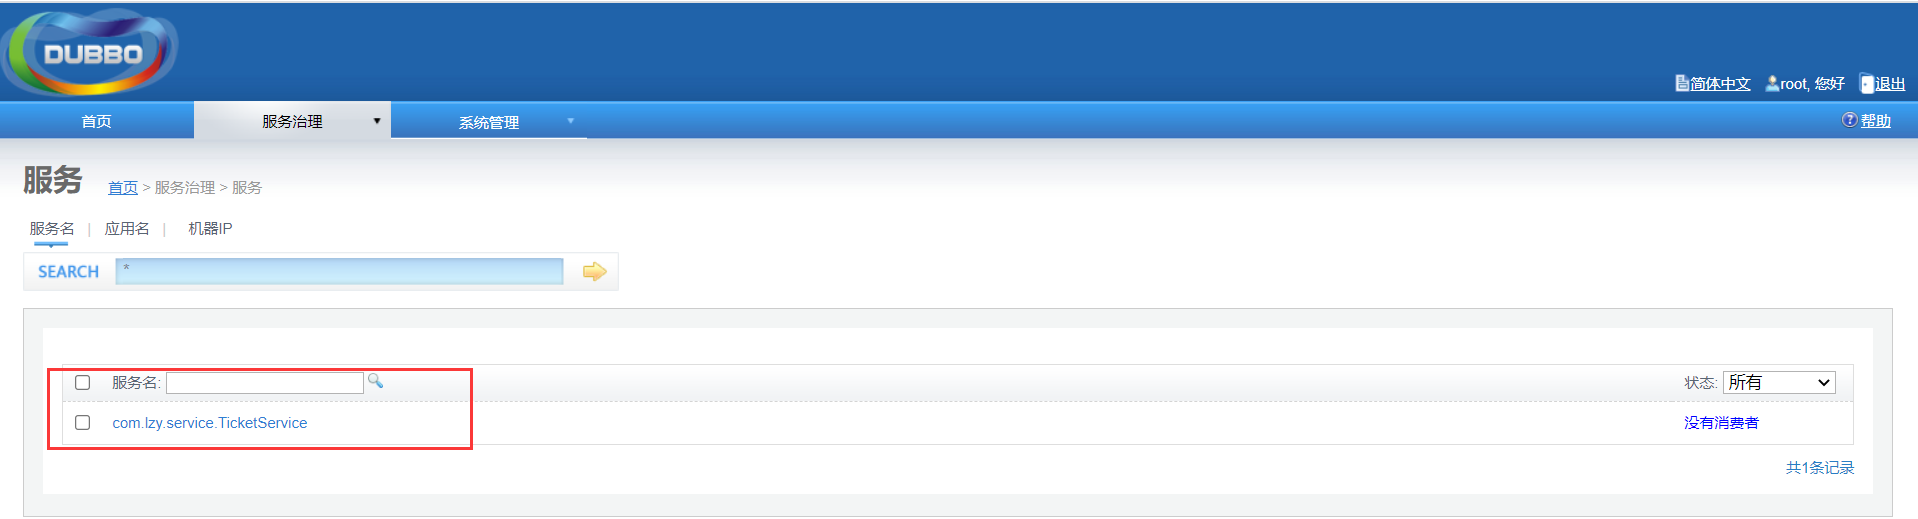 DUBBO
简体中文 root, 您好 退出
首页 服务治理 ▼ 系统管理 ▼ ? 帮助
服务 首页 > 服务治理 > 服务
服务名 | 应用名 | 机器IP
SEARCH *
服务名: 状态: 所有
com.lzy.service.TicketService 没有消费者
共1条记录